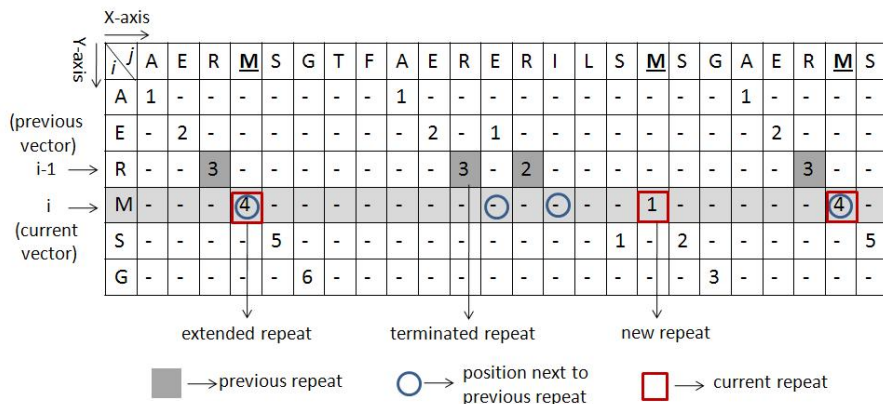 X-axis
Y-axis
i j A E R M S G T F A E R E R I L S M S G A E R M S
A 1 - - - - - - - 1 - - - - - - - - - - 1 - - - -
(previous vector) E - 2 - - - - - - - 2 - 1 - - - - - - - - 2 - - -
i-1 R - - 3 - - - - - - - 3 - 2 - - - - - - - - 3 - -
i M - - - 4 - - - - - - - - - - - - 1 - - - - - 4 -
(current vector) S - - - - 5 - - - - - - - - - - 1 - 2 - - - - - 5
G - - - - - 6 - - - - - - - - - - - - 3 - - - - -
extended repeat terminated repeat new repeat
previous repeat
position next to
previous repeat
current repeat